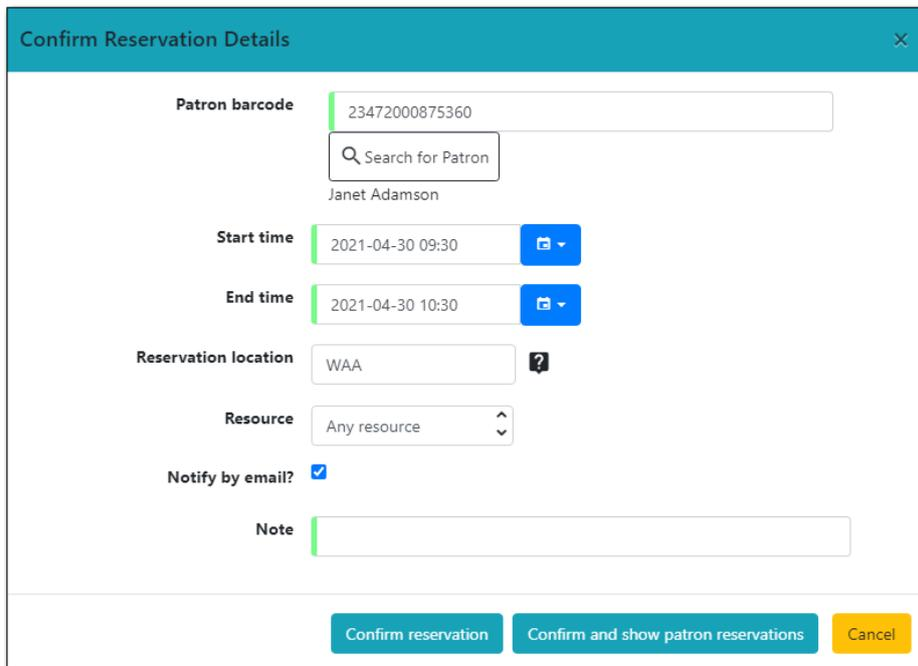 Confirm Reservation Details ×
Patron barcode 23472000875360
Search for Patron
Janet Adamson
Start time 2021-04-30 09:30
End time 2021-04-30 10:30
Reservation location WAA ?
Resource Any resource
Notify by email?
Note
Confirm reservation Confirm and show patron reservations Cancel